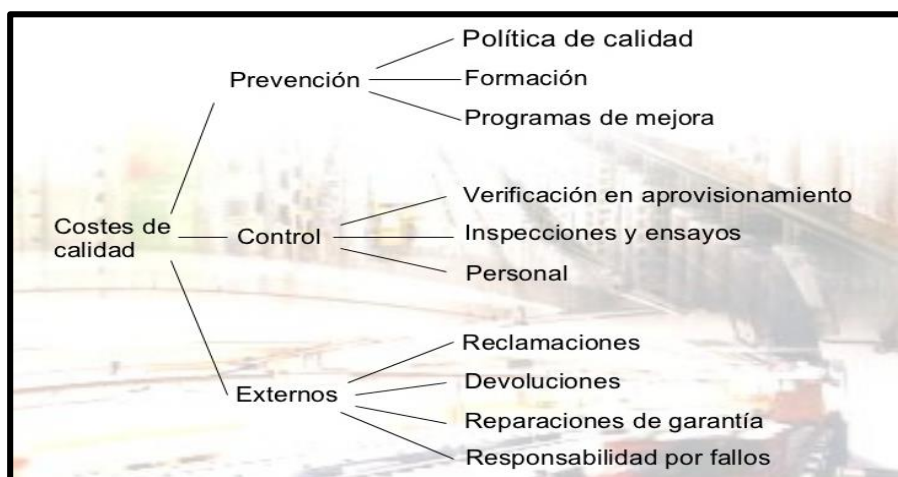 Política de calidad
Prevención
Formación
Programas de mejora
Verificación en aprovisionamiento
Costes de
calidad
Control
Inspecciones y ensayos
Personal
Reclamaciones
Externos
Devoluciones
Reparaciones de garantía
Responsabilidad por fallos